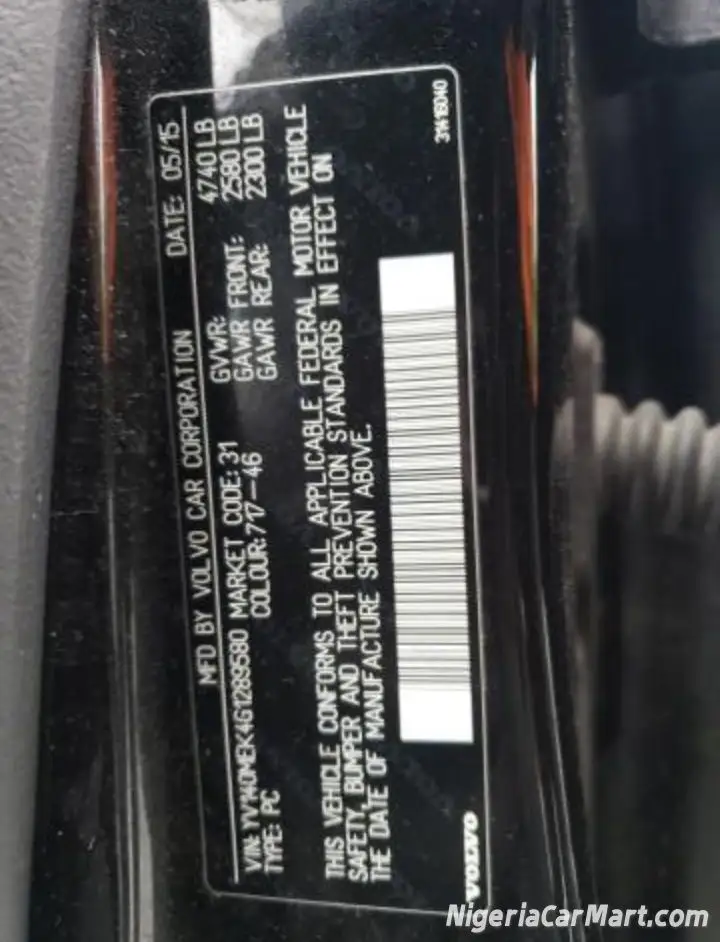 MFD BY VOLVO CAR CORPORATION DATE: 05/15
GVWR: 4740 LB
VIN: YV140MEK4G1289580 MARKET CODE: 31 GAWR FRONT: 2580 LB
TYPE: PC COLOUR: 717-46 GAWR REAR: 2300 LB
THIS VEHICLE CONFORMS TO ALL APPLICABLE FEDERAL MOTOR VEHICLE
SAFETY, BUMPER AND THEFT PREVENTION STANDARDS IN EFFECT ON
THE DATE OF MANUFACTURE SHOWN ABOVE.
31416040
VOLVO
NigeriaCarMart.com